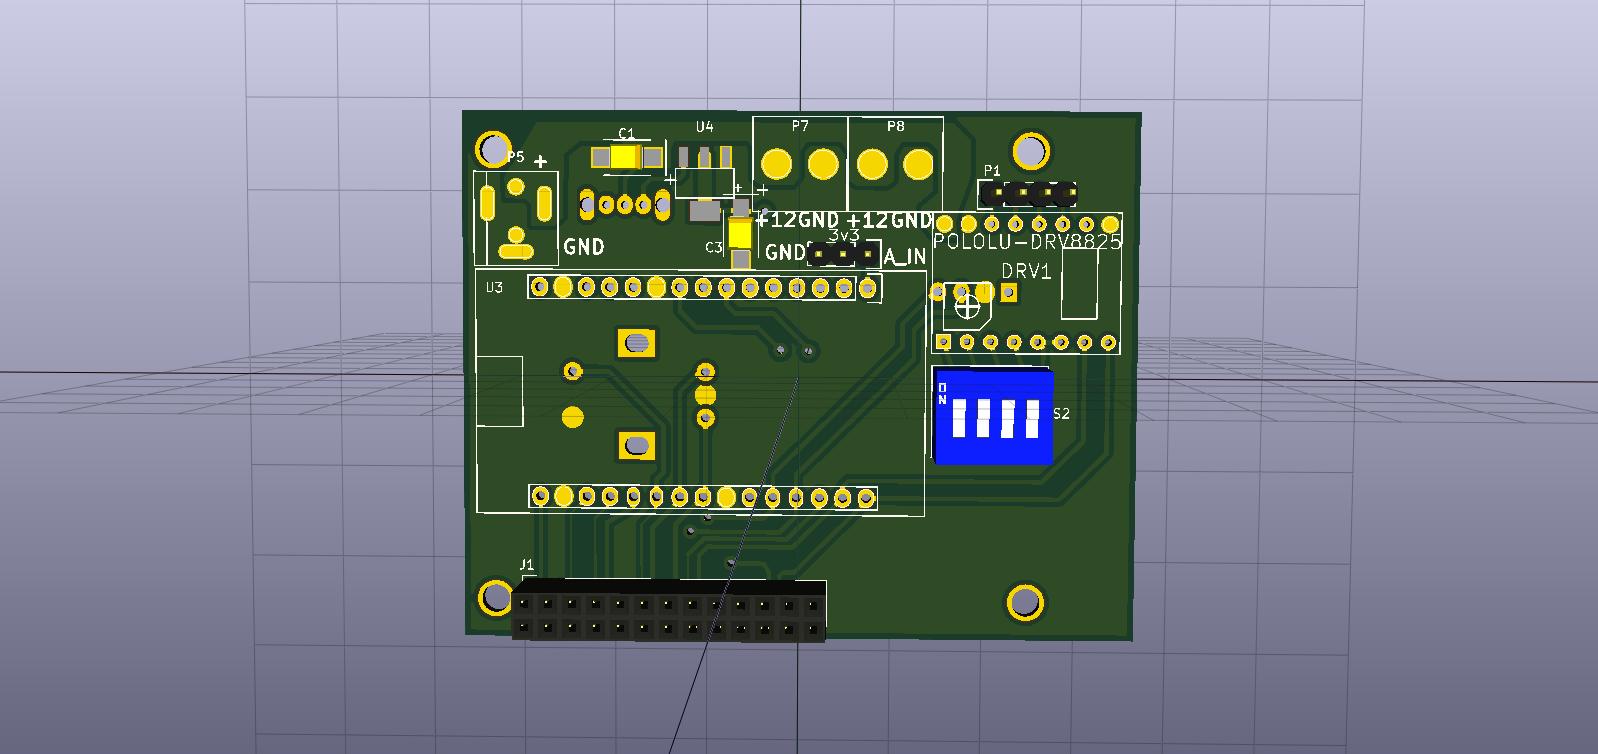 C1
U4
P7
P8
P5
+
P1
+
+
+
+12GND
+12GND
GND
C3
3v3
GND
A_IN
POLOLU-DRV8825
DRV1
U3
ON
S2
J1